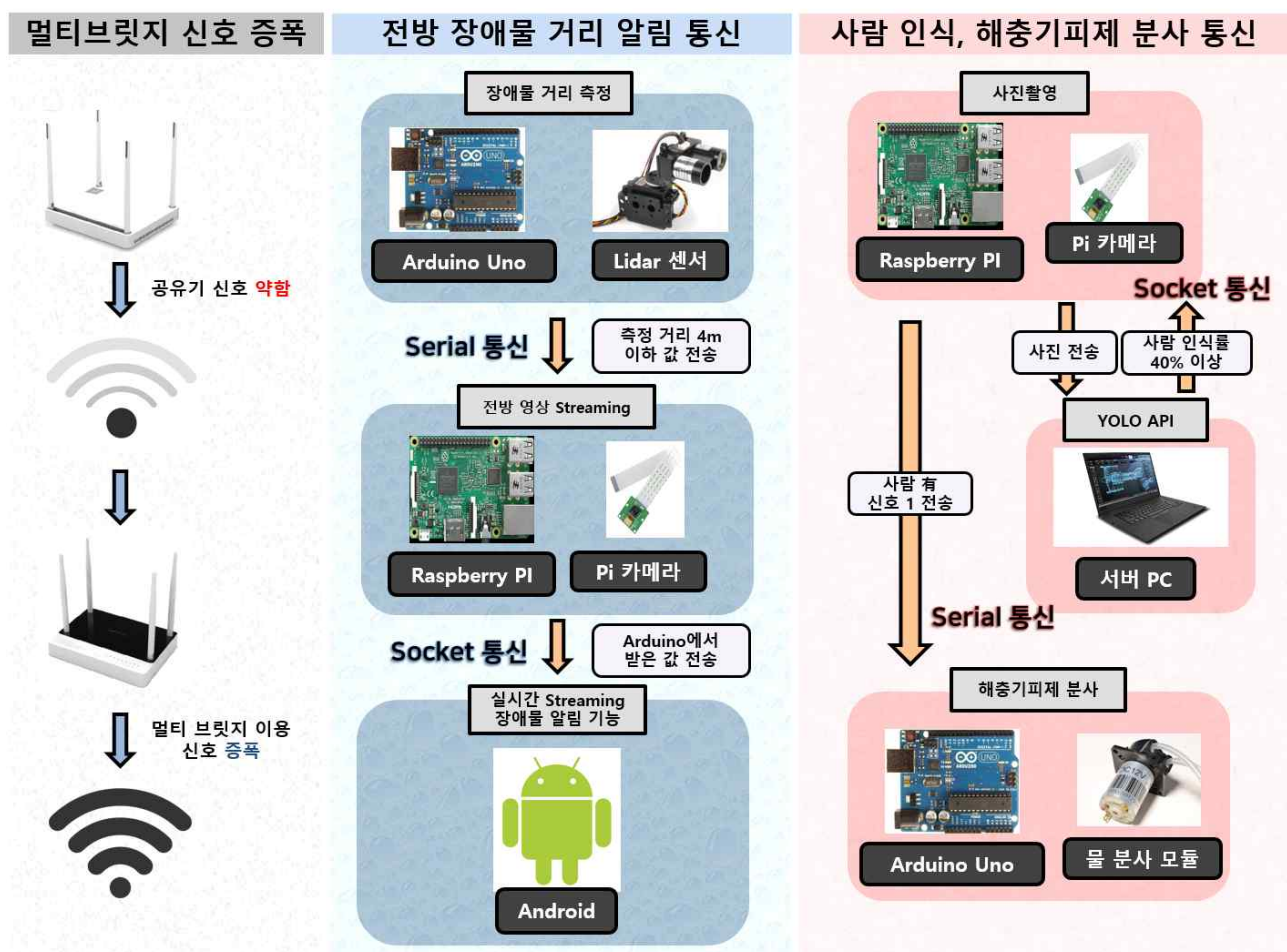 멀티브릿지 신호 증폭
공유기 신호 약함
멀티 브릿지 이용
신호 증폭
전방 장애물 거리 알림 통신
장애물 거리 측정
UNO
Arduino Uno
Lidar 센서
Serial 통신
측정 거리 4m
이하 값 전송
전방 영상 Streaming
Raspberry PI
Pi 카메라
Socket 통신
Arduino에서
받은 값 전송
실시간 Streaming
장애물 알림 기능
Android
사람 인식, 해충기피제 분사 통신
사진촬영
Raspberry PI
Pi 카메라
Socket 통신
사진 전송
사람 인식률
40% 이상
YOLO API
서버 PC
사람 有
신호 1 전송
Serial 통신
해충기피제 분사
UNO
DC12V
Arduino Uno
물 분사 모듈